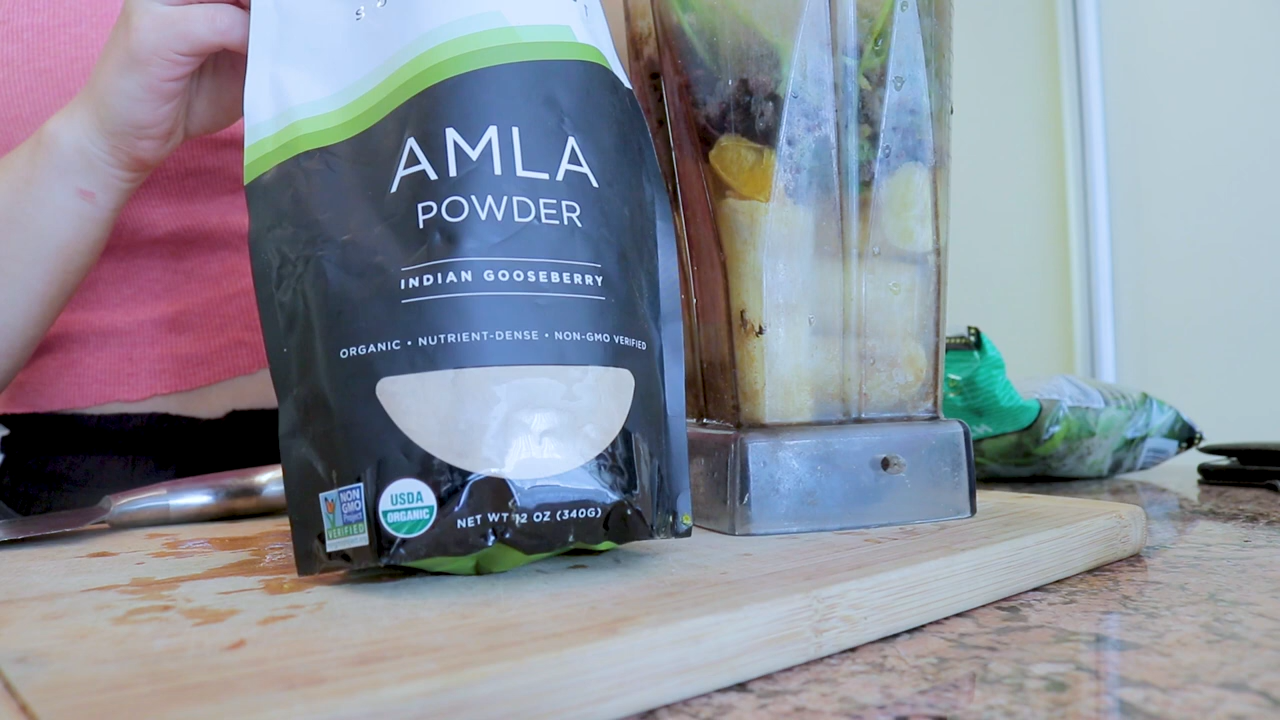 AMLA
POWDER
INDIAN GOOSEBERRY
ORGANIC • NUTRIENT-DENSE • NON-GMO VERIFIED
NON
GMO
Project
VERIFIED
USDA
ORGANIC
NET WT 12 OZ (340G)